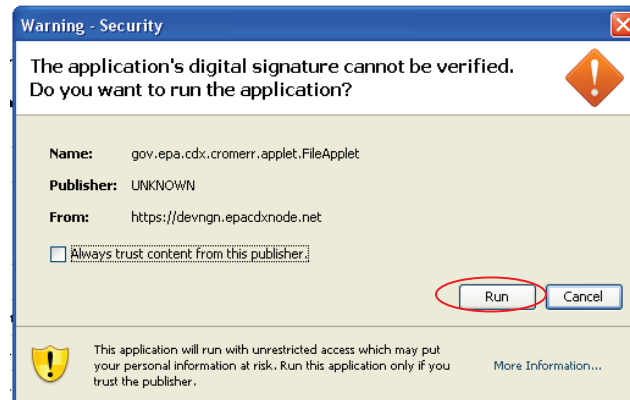 Warning - Security
The application's digital signature cannot be verified.
Do you want to run the application?
Name: gov.epa.cdx.cromerr.applet.FileApplet
Publisher: UNKNOWN
From: https://devngn.epacdxnode.net
Always trust content from this publisher.
Run Cancel
This application will run with unrestricted access which may put
your personal information at risk. Run this application only if you
trust the publisher.
More Information...